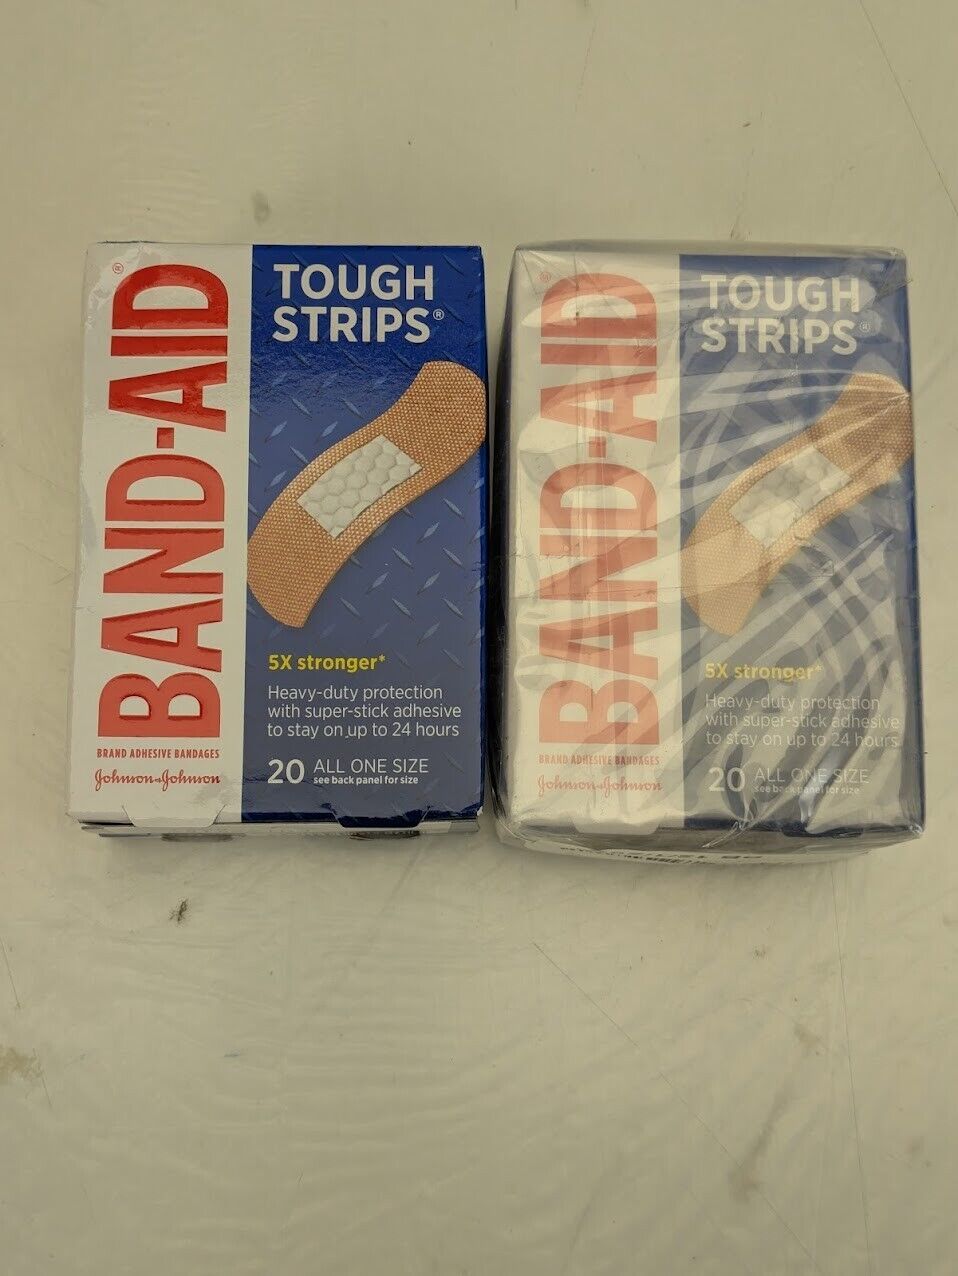 BAND-AID®
TOUGH
STRIPS®
5X stronger*
Heavy-duty protection
with super-stick adhesive
to stay on up to 24 hours
BRAND ADHESIVE BANDAGES
Johnson & Johnson
20 ALL ONE SIZE
see back panel for size
BAND-AID®
TOUGH
STRIPS®
5X stronger*
Heavy-duty protection
with super-stick adhesive
to stay on up to 24 hours
BRAND ADHESIVE BANDAGES
Johnson & Johnson
20 ALL ONE SIZE
see back panel for size